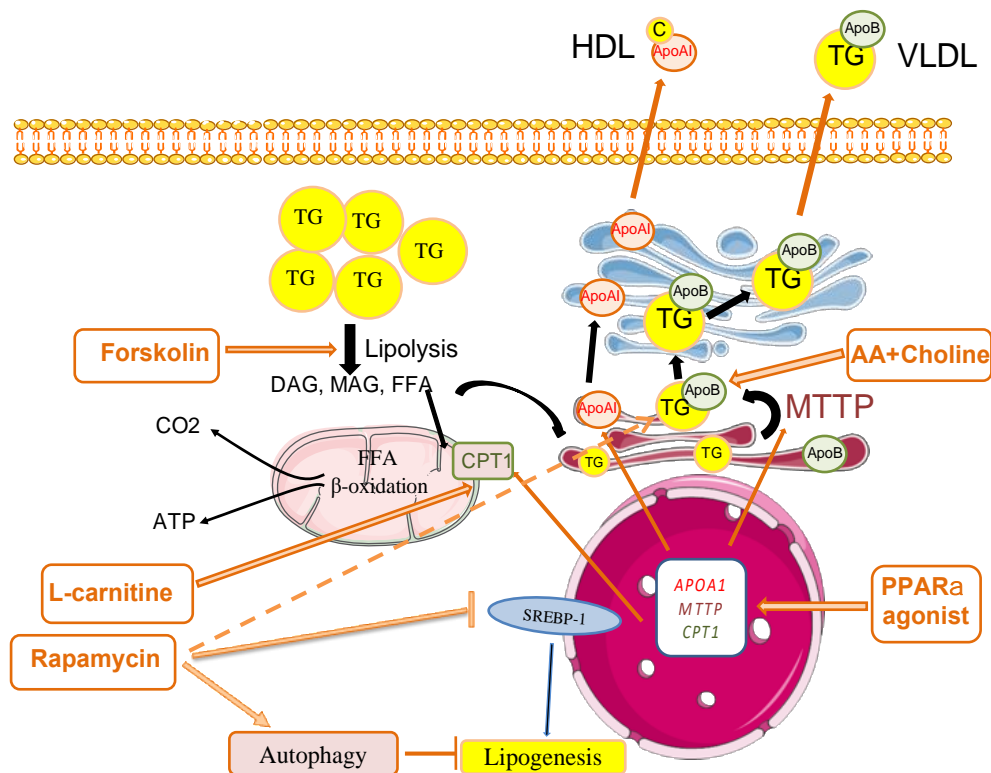 HDL
C
ApoAI
ApoB
TG
VLDL
TG
TG
TG
TG
TG
ApoAI
ApoB
TG
ApoAI
ApoB
TG
Forskolin
Lipolysis
AA+Choline
DAG, MAG, FFA
ApoAI
ApoB
TG
MTTP
CO2
FFA
β-oxidation
CPT1
TG
TG
ApoB
ATP
L-carnitine
APOA1
MTTP
CPT1
PPARa
agonist
SREBP-1
Rapamycin
Autophagy
Lipogenesis